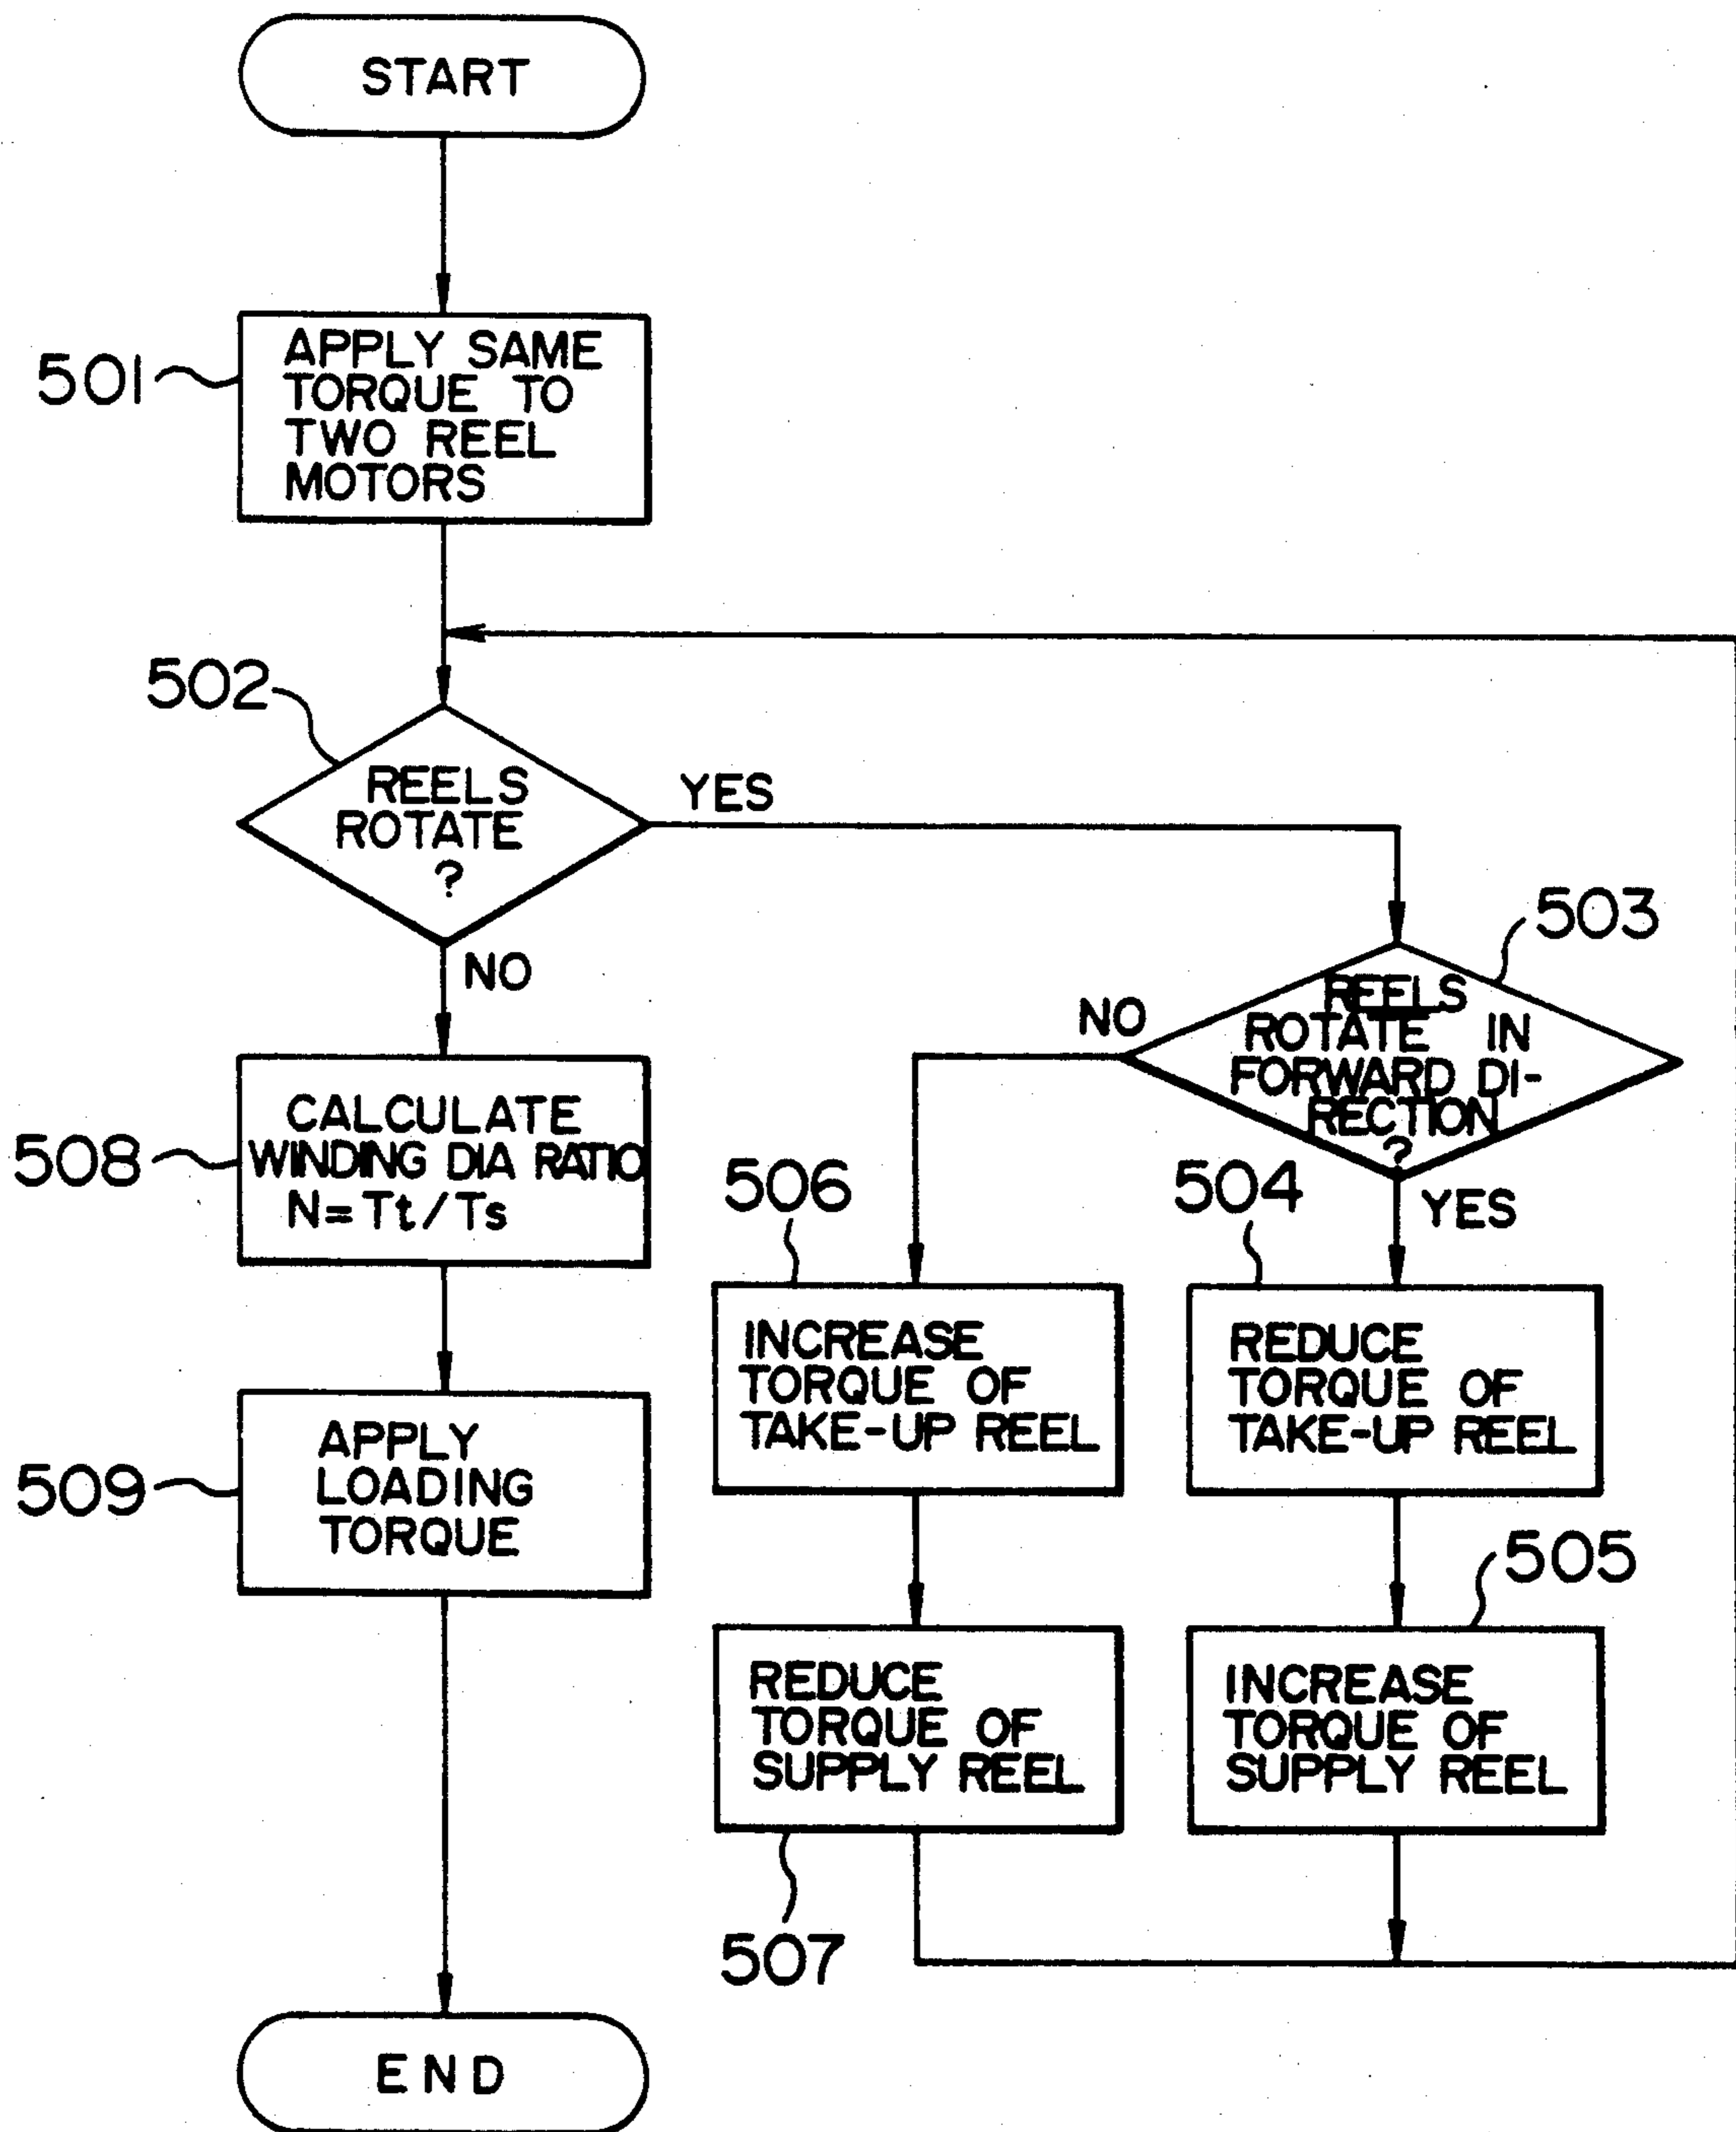 START
501
APPLY SAME
TORQUE TO
TWO REEL
MOTORS
502
REELS
ROTATE
?
YES
NO
503
REELS
ROTATE IN
FORWARD DI-
RECTION
?
NO
YES
508
CALCULATE
WINDING DIA RATIO
N=Tt/Ts
506
INCREASE
TORQUE OF
TAKE-UP REEL
504
REDUCE
TORQUE OF
TAKE-UP REEL
509
APPLY
LOADING
TORQUE
507
REDUCE
TORQUE OF
SUPPLY REEL
505
INCREASE
TORQUE OF
SUPPLY REEL
END